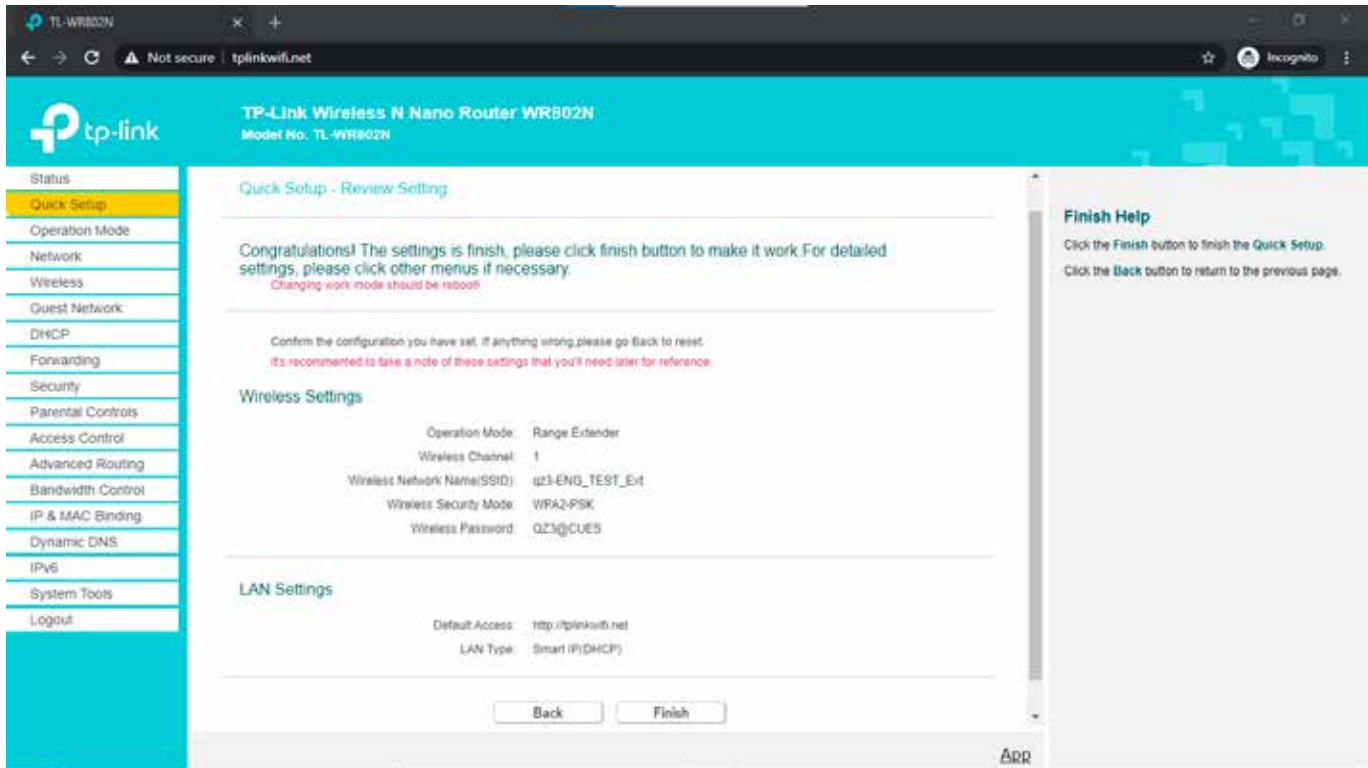 TL-WR802N
Not secure tplinkwifi.net
Incognito
tp-link
TP-Link Wireless N Nano Router WR802N
Model No. TL-WR802N
Status
Quick Setup
Operation Mode
Network
Wireless
Guest Network
DHCP
Forwarding
Security
Parental Controls
Access Control
Advanced Routing
Bandwidth Control
IP & MAC Binding
Dynamic DNS
IPv6
System Tools
Logout
Quick Setup - Review Setting
Congratulations! The settings is finish, please click finish button to make it work.For detailed
settings, please click other menus if necessary.
Changing work mode should be reboot!
Confirm the configuration you have set. If anything wrong,please go Back to reset.
It's recommented to take a note of these settings that you'll need later for reference.
Wireless Settings
Operation Mode: Range Extender
Wireless Channel: 1
Wireless Network Name(SSID): qz3-ENG_TEST_Ext
Wireless Security Mode: WPA2-PSK
Wireless Password: QZ3@CUES
LAN Settings
Default Access: http://tplinkwifi.net
LAN Type: Smart IP(DHCP)
Back Finish
App
Finish Help
Click the Finish button to finish the Quick Setup.
Click the Back button to return to the previous page.